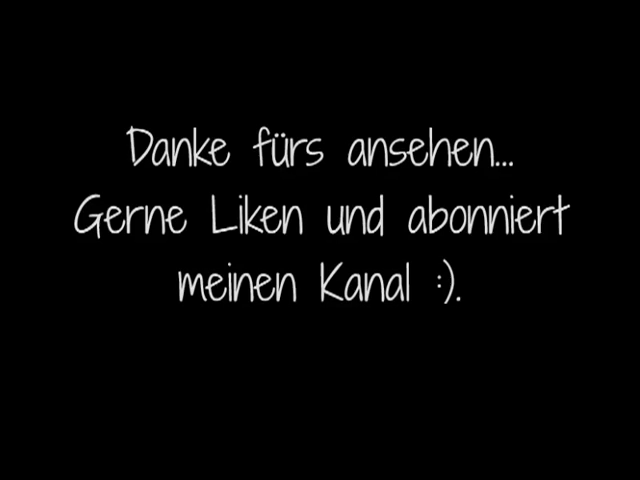 Danke fürs ansehen...
Gerne Liken und abonniert
meinen Kanal :).